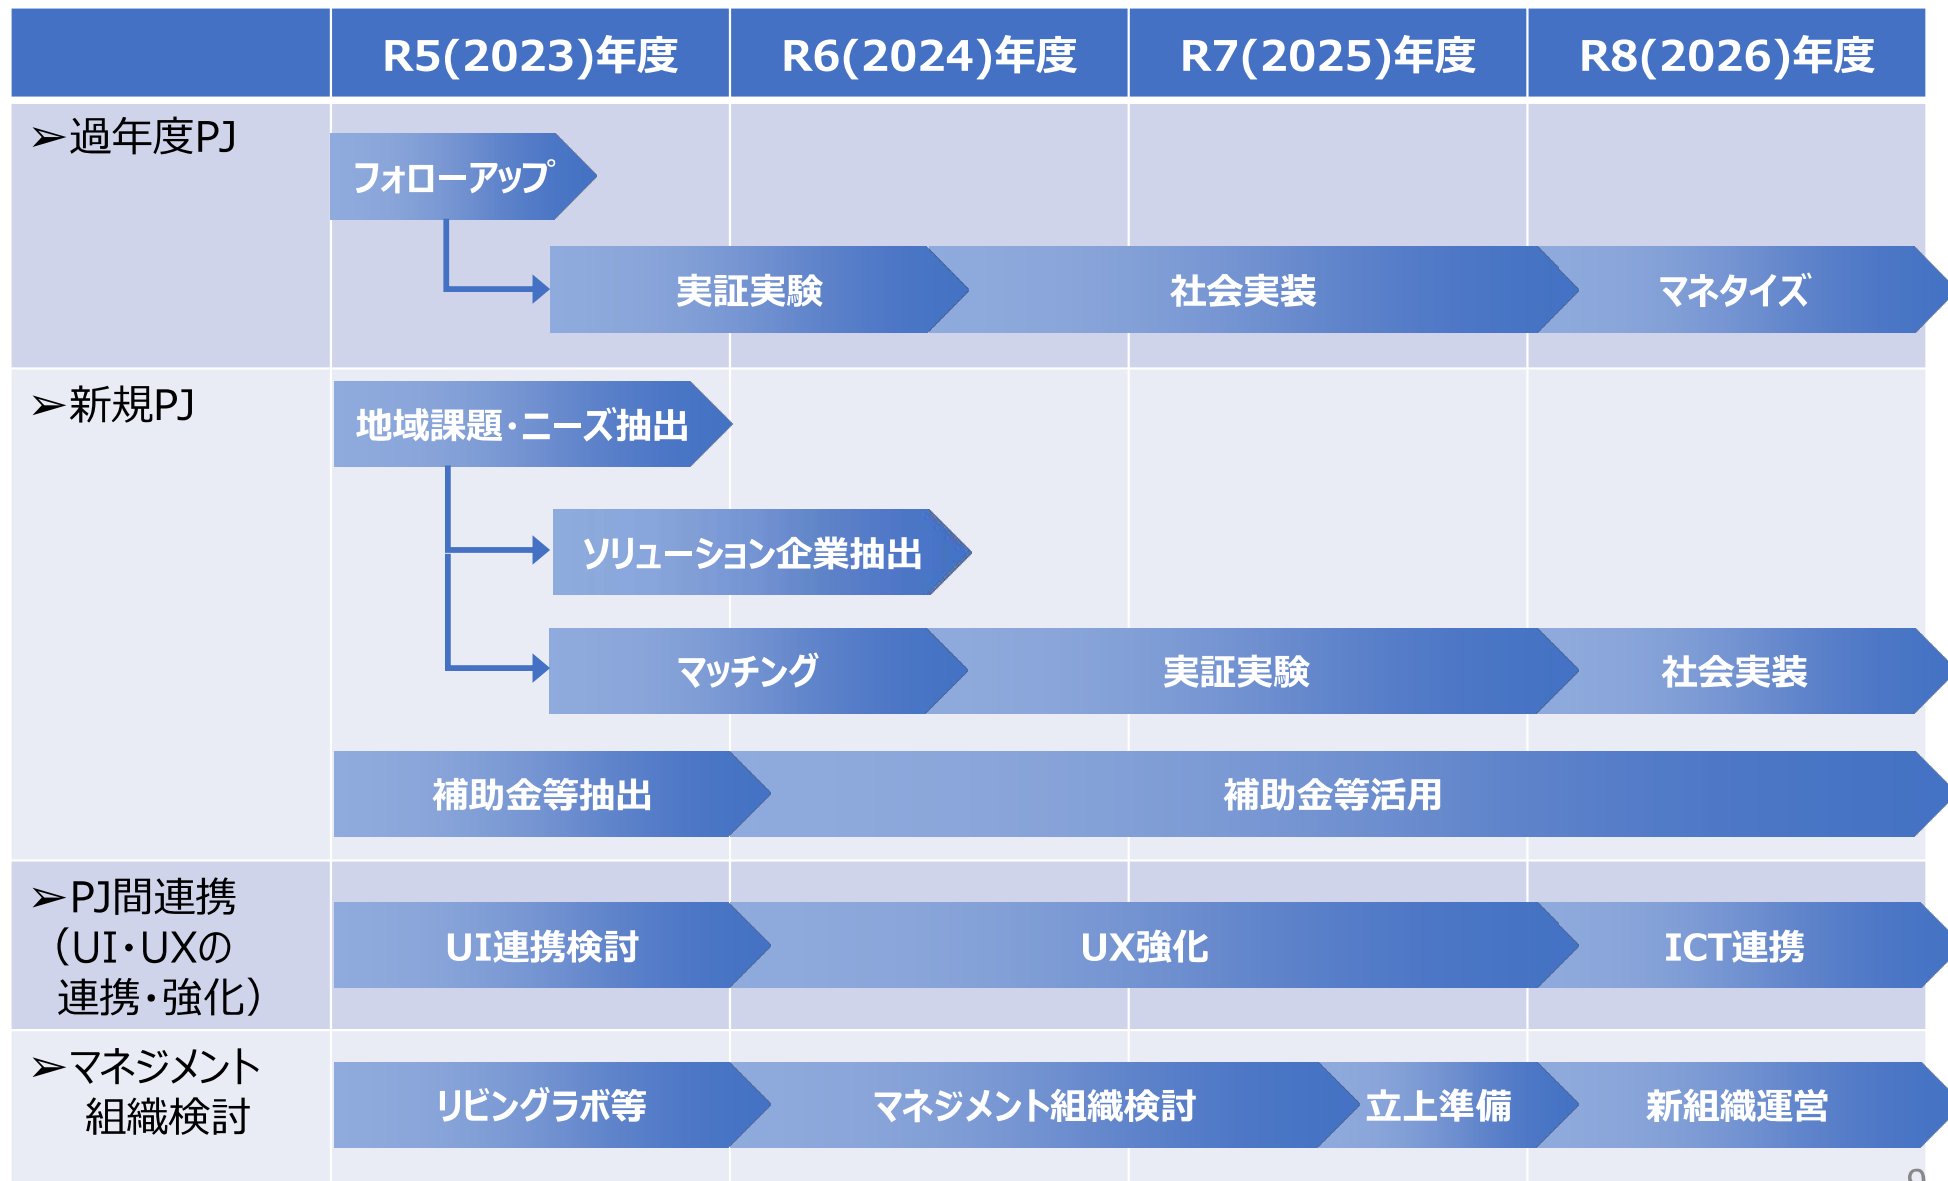 R5(2023)年度
R6(2024)年度
R7(2025)年度
R8(2026)年度
➢過年度PJ
フォローアップ
実証実験
社会実装
マネタイズ
➢新規PJ
地域課題・ニーズ抽出
ソリューション企業抽出
マッチング
実証実験
社会実装
補助金等抽出
補助金等活用
➢PJ間連携
（UI・UXの
連携・強化）
UI連携検討
UX強化
ICT連携
➢マネジメント
組織検討
リビングラボ等
マネジメント組織検討
立上準備
新組織運営